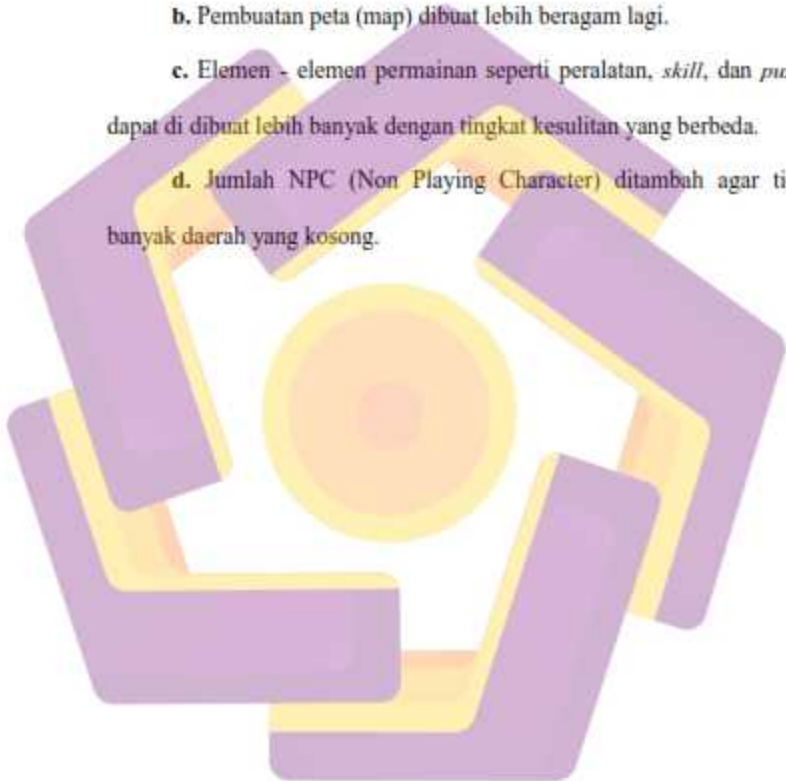 b. Pembuatan peta (map) dibuat lebih beragam lagi.
c. Elemen - elemen permainan seperti peralatan, skill, dan
dapat di dibuat lebih banyak dengan tingkat kesulitan yang berbeda.
d. Jumlah NPC (Non Playing Character) ditambah agar
banyak daerah yang kosong.